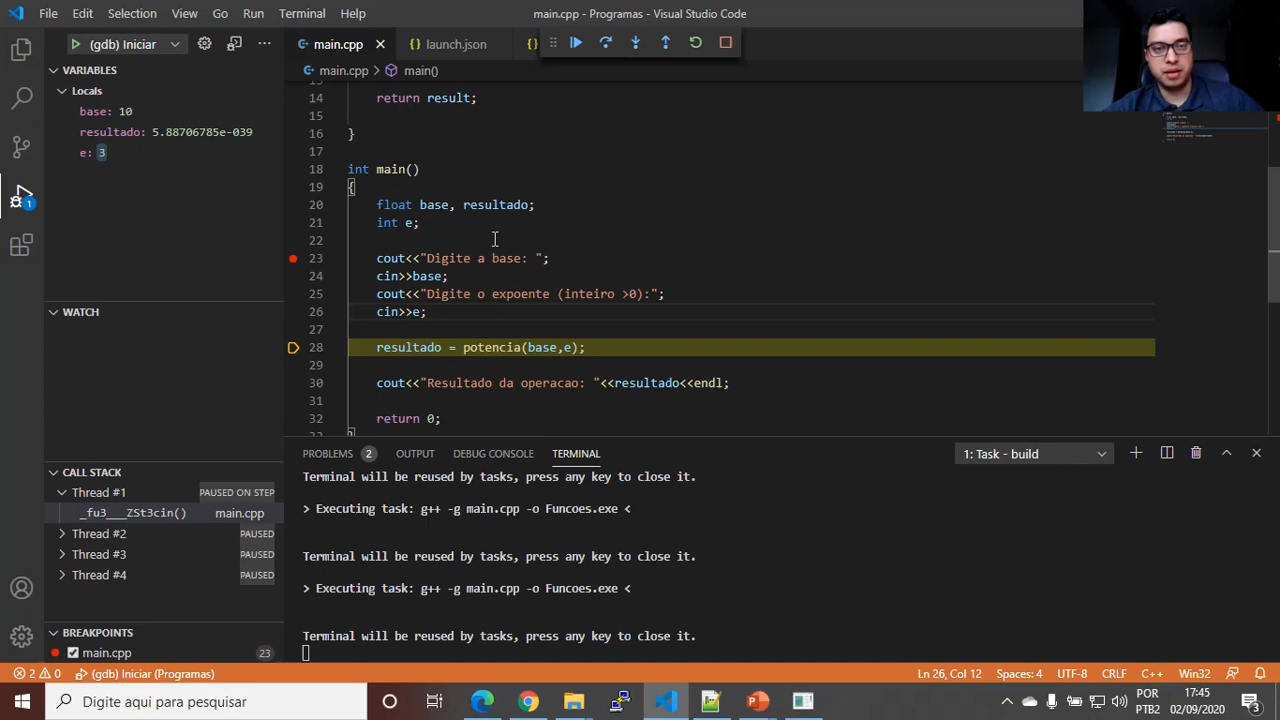 File Edit Selection View Go Run Terminal Help
main.cpp - Programas - Visual Studio Code
(gdb) Iniciar
main.cpp
launch.json
main.cpp > main()
VARIABLES
Locals
base: 10
resultado: 5.88706785e-039
e: 3
WATCH
CALL STACK
Thread #1 PAUSED ON STEP
_fu3___ZSt3cin() main.cpp
Thread #2 PAUSED
Thread #3 PAUSED
Thread #4 PAUSED
BREAKPOINTS
main.cpp 23
14 return result;
15
16 }
17
18 int main()
19 {
20 float base, resultado;
21 int e;
22
23 cout<<"Digite a base: ";
24 cin>>base;
25 cout<<"Digite o expoente (inteiro >0):";
26 cin>>e;
27
28 resultado = potencia(base,e);
29
30 cout<<"Resultado da operacao: "<<resultado<<endl;
31
32 return 0;
PROBLEMS 2 OUTPUT DEBUG CONSOLE TERMINAL
1: Task - build
Terminal will be reused by tasks, press any key to close it.
> Executing task: g++ -g main.cpp -o Funcoes.exe <
Terminal will be reused by tasks, press any key to close it.
> Executing task: g++ -g main.cpp -o Funcoes.exe <
Terminal will be reused by tasks, press any key to close it.
2 0 (gdb) Iniciar (Programas)
Ln 26, Col 12 Spaces: 4 UTF-8 CRLF C++ Win32
Digite aqui para pesquisar
POR
PTB2
17:45
02/09/2020
3
1